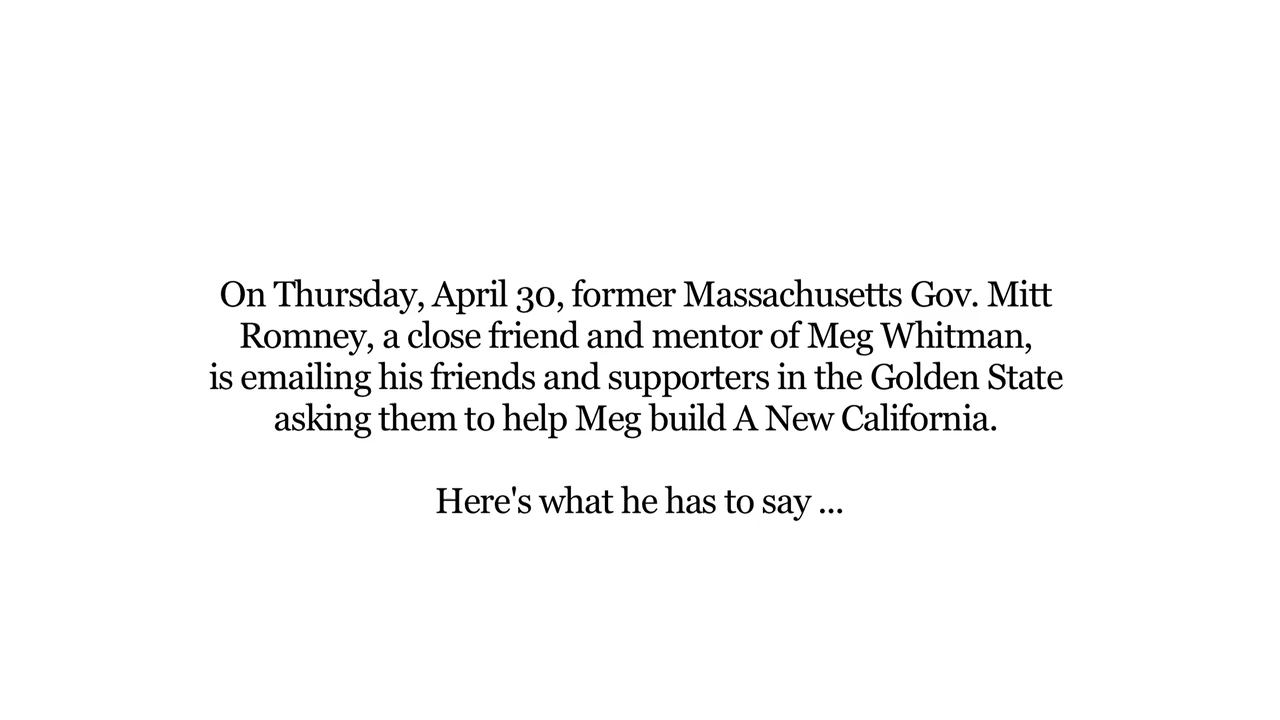 On Thursday, April 30, former Massachusetts Gov. Mitt
Romney, a close friend and mentor of Meg Whitman,
is emailing his friends and supporters in the Golden State
asking them to help Meg build A New California.
Here's what he has to say ...